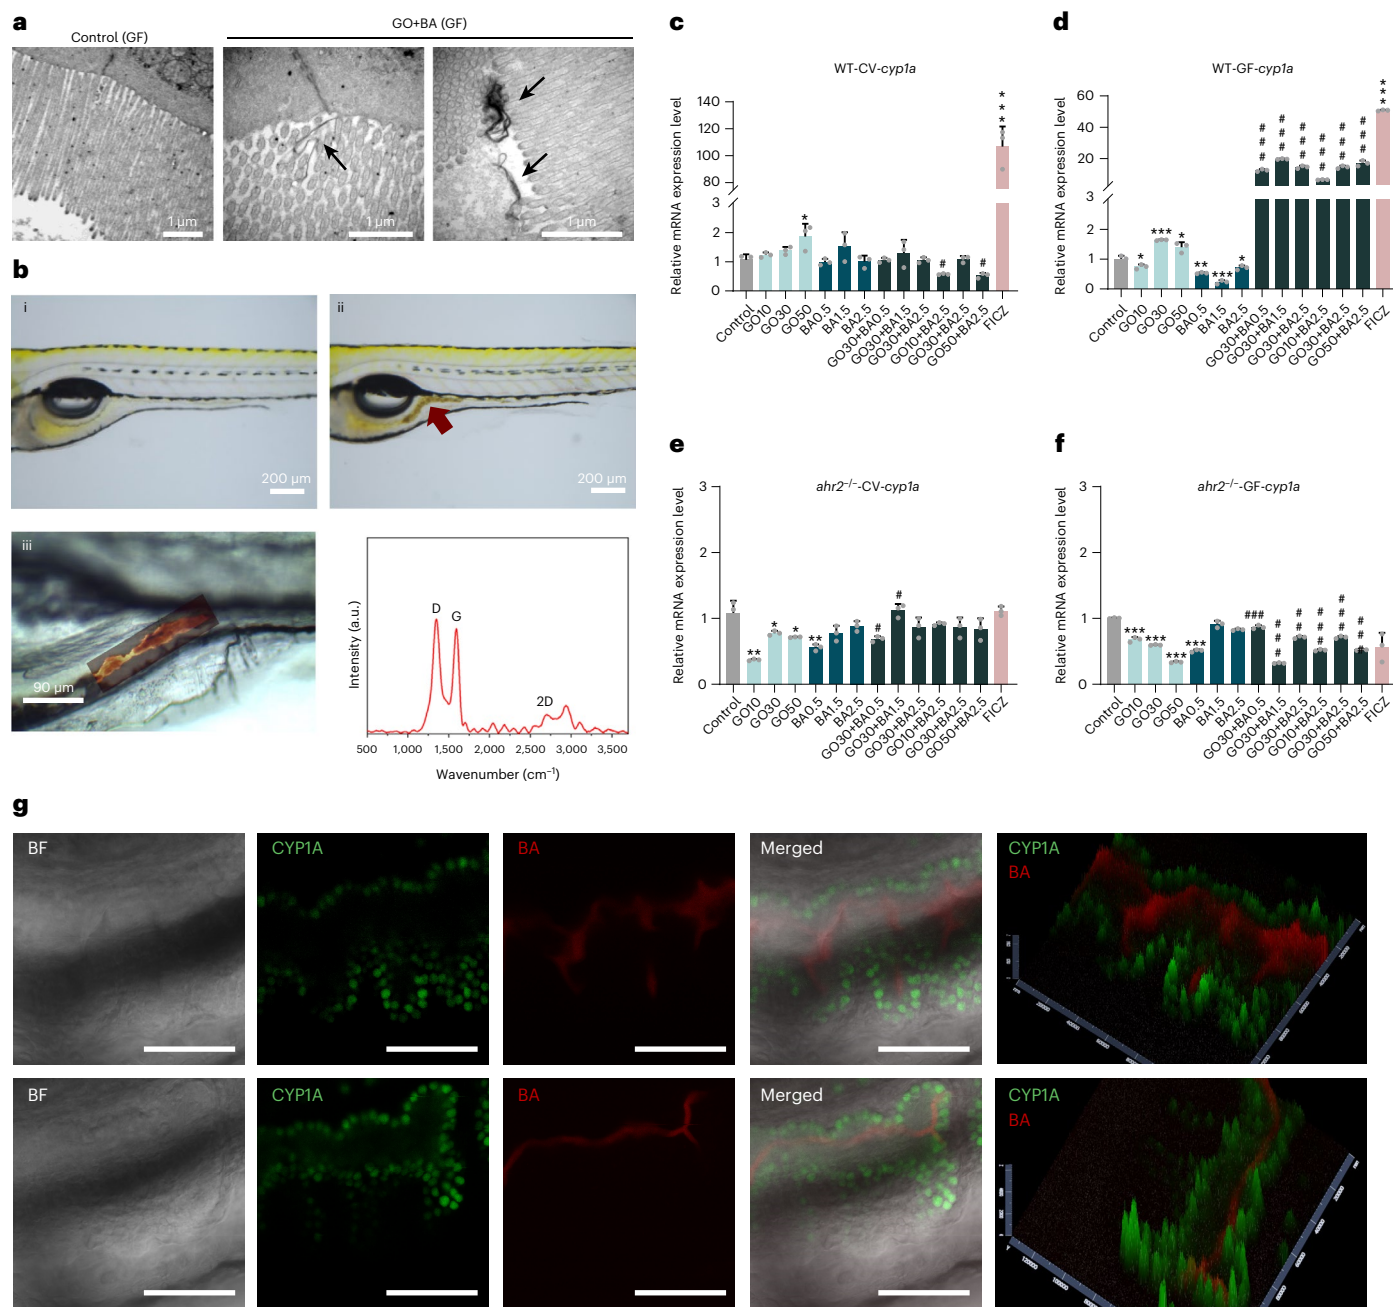 a
Control (GF)
GO+BA (GF)
1 µm
1 µm
1 µm
b
i
ii
200 µm
200 µm
iii
90 µm
Intensity (a.u.)
D
G
2D
500 1,000 1,500 2,000 2,500 3,000 3,500
Wavenumber (cm−1)
c
WT-CV-cyp1a
Relative mRNA expression level
140
120
100
80
3
2
1
0
*
#
#
***
Control GO10 GO30 GO50 BA0.5 BA1.5 BA2.5 GO30+BA0.5 GO30+BA1.5 GO30+BA2.5 GO10+BA2.5 GO30+BA2.5 GO50+BA2.5 FICZ
d
WT-GF-cyp1a
Relative mRNA expression level
60
40
20
3
2
1
0
* *** * ** *** * ### ### ### ### ### ### ***
Control GO10 GO30 GO50 BA0.5 BA1.5 BA2.5 GO30+BA0.5 GO30+BA1.5 GO30+BA2.5 GO10+BA2.5 GO30+BA2.5 GO50+BA2.5 FICZ
e
ahr2−/−-CV-cyp1a
Relative mRNA expression level
3
2
1
0
** * * ** # #
Control GO10 GO30 GO50 BA0.5 BA1.5 BA2.5 GO30+BA0.5 GO30+BA1.5 GO30+BA2.5 GO10+BA2.5 GO30+BA2.5 GO50+BA2.5 FICZ
f
ahr2−/−-GF-cyp1a
Relative mRNA expression level
3
2
1
0
*** *** *** *** ### ### ## ## ### ##
Control GO10 GO30 GO50 BA0.5 BA1.5 BA2.5 GO30+BA0.5 GO30+BA1.5 GO30+BA2.5 GO10+BA2.5 GO30+BA2.5 GO50+BA2.5 FICZ
g
BF
CYP1A
BA
Merged
CYP1A
BA
BF
CYP1A
BA
Merged
CYP1A
BA